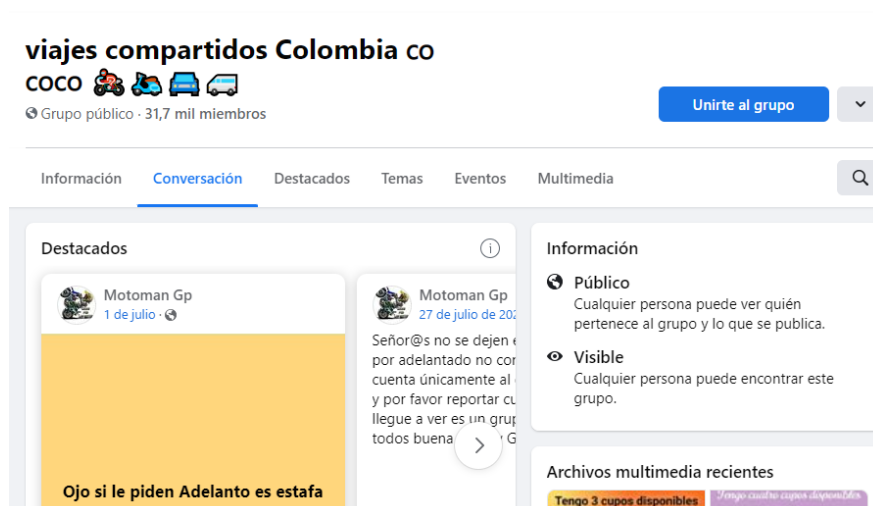 viajes compartidos Colombia CO
COCO
Grupo público · 31,7 mil miembros
Unirte al grupo
Información Conversación Destacados Temas Eventos Multimedia
Destacados
Motoman Gp
1 de julio ·
Ojo si le piden Adelanto es estafa
Motoman Gp
27 de julio de
Señor@s no se dejen
por adelantado no
cuenta únicamente al
y por favor reportar
llegue a ver es un
todos buena
Información
Público
Cualquier persona puede ver quién
pertenece al grupo y lo que se publica.
Visible
Cualquier persona puede encontrar este
grupo.
Archivos multimedia recientes
Tengo 3 cupos disponibles
Tengo cuatro cupos disponibles